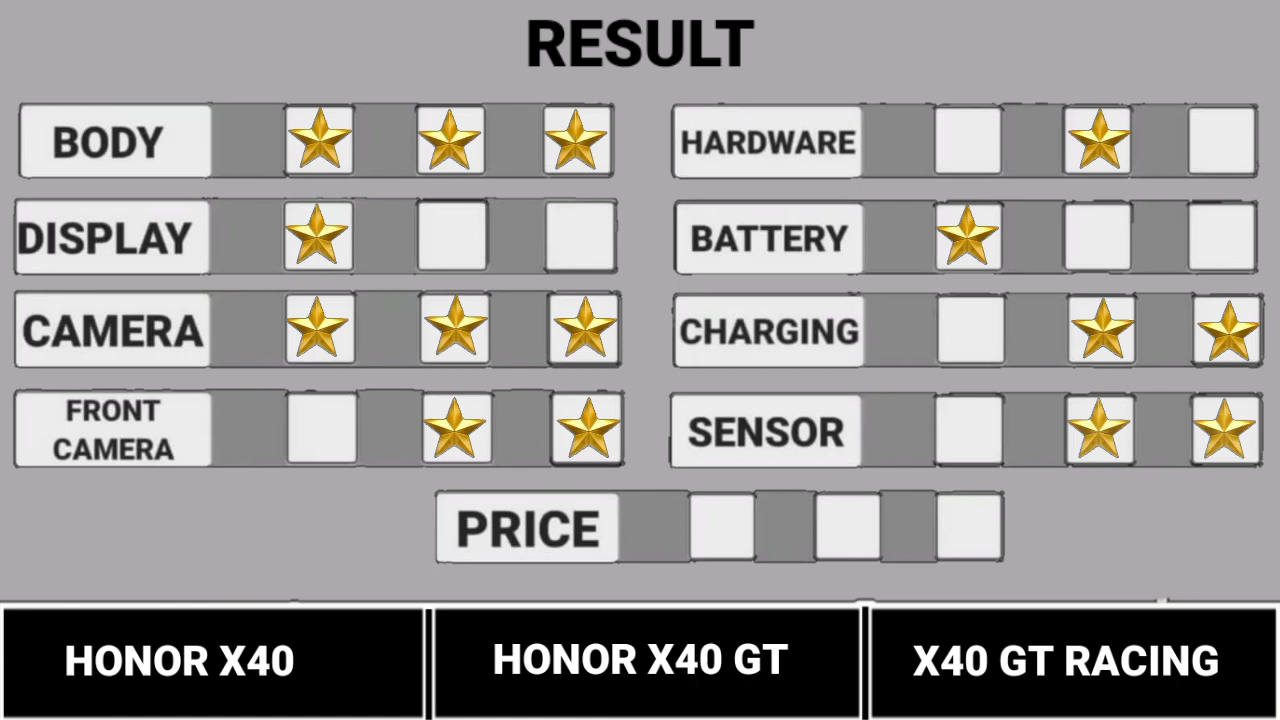 RESULT
BODY
HARDWARE
DISPLAY
BATTERY
CAMERA
CHARGING
FRONT
CAMERA
SENSOR
PRICE
HONOR X40
HONOR X40 GT
X40 GT RACING